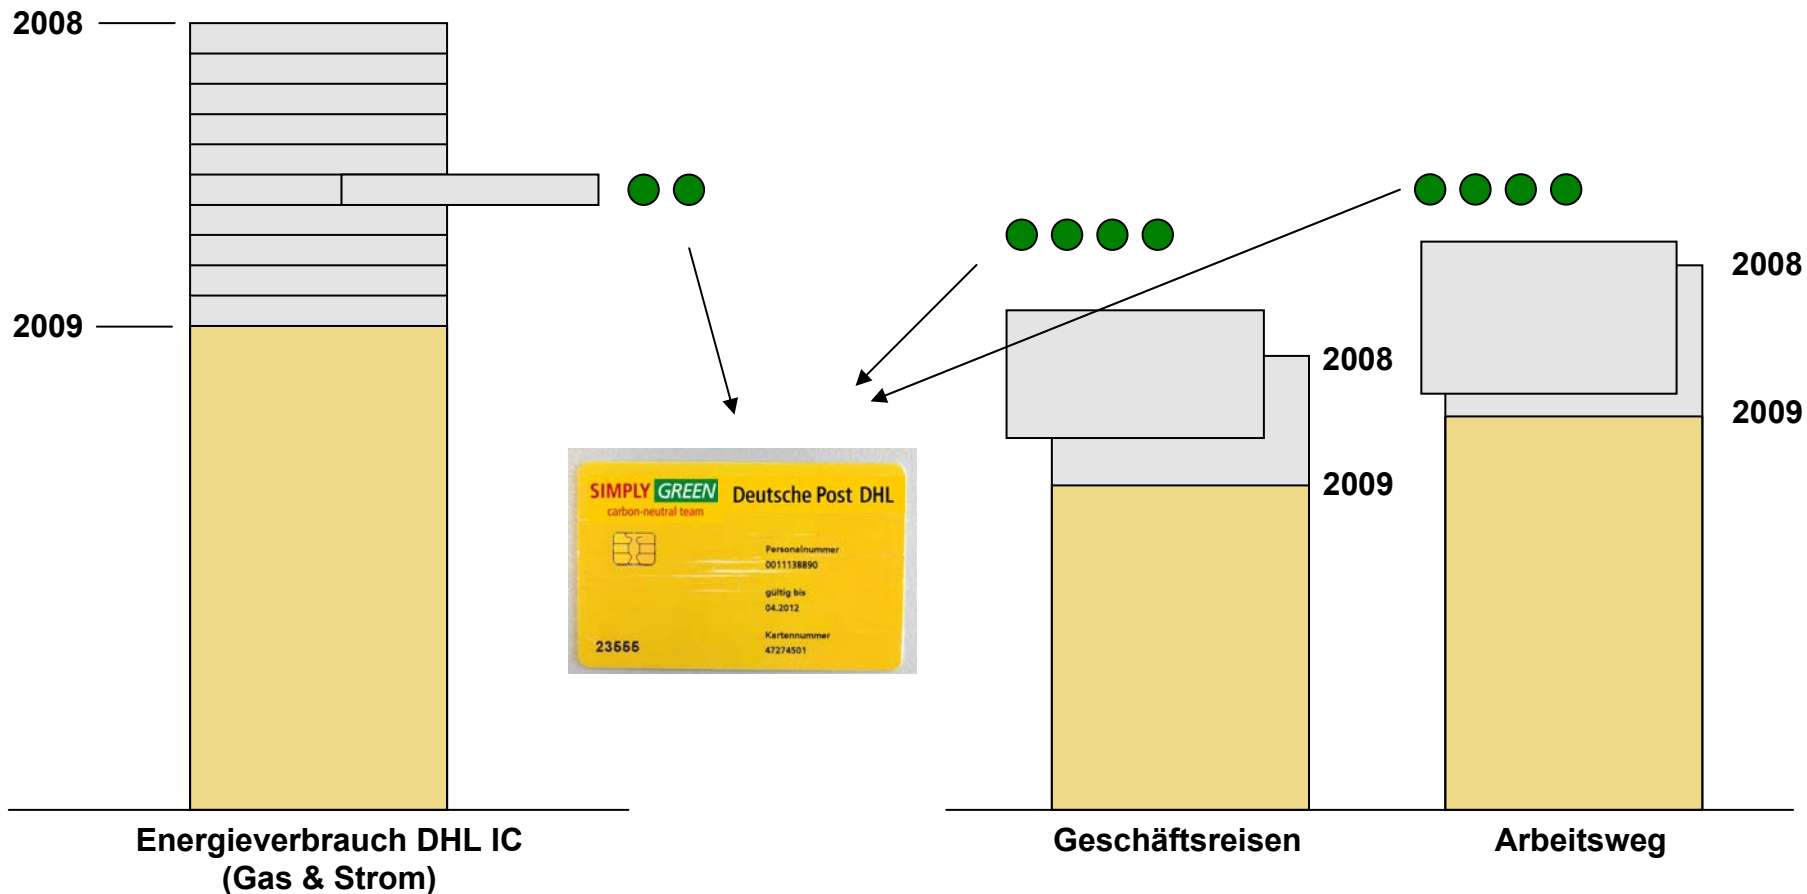 2008
2009
2008
2009
2008
2009
SIMPLY GREEN
carbon-neutral team
Deutsche Post DHL
Personalnummer
0011138890
gültig bis
04.2012
Kartennummer
47274501
23555
Energieverbrauch DHL IC
(Gas & Strom)
Geschäftsreisen
Arbeitsweg